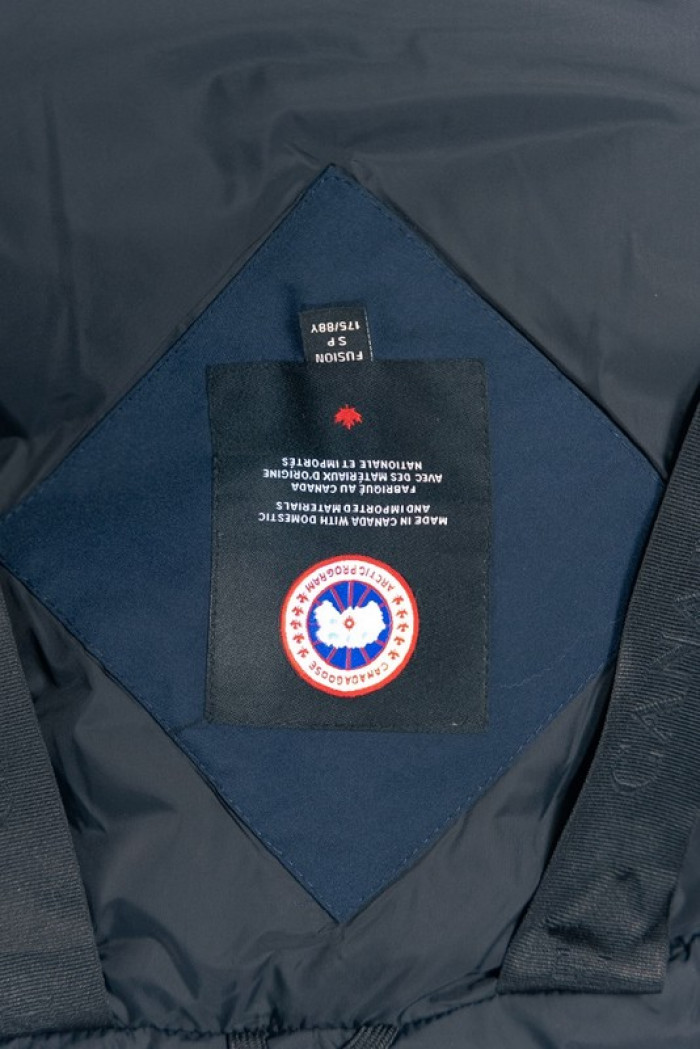 CANADA GOOSE
ARCTIC PROGRAM
MADE IN CANADA WITH DOMESTIC
AND IMPORTED MATERIALS
FABRIQUÉ AU CANADA
AVEC DES MATÉRIAUX D'ORIGINE
NATIONALE ET IMPORTÉS
FUSION
S P
175/88Y
CANA